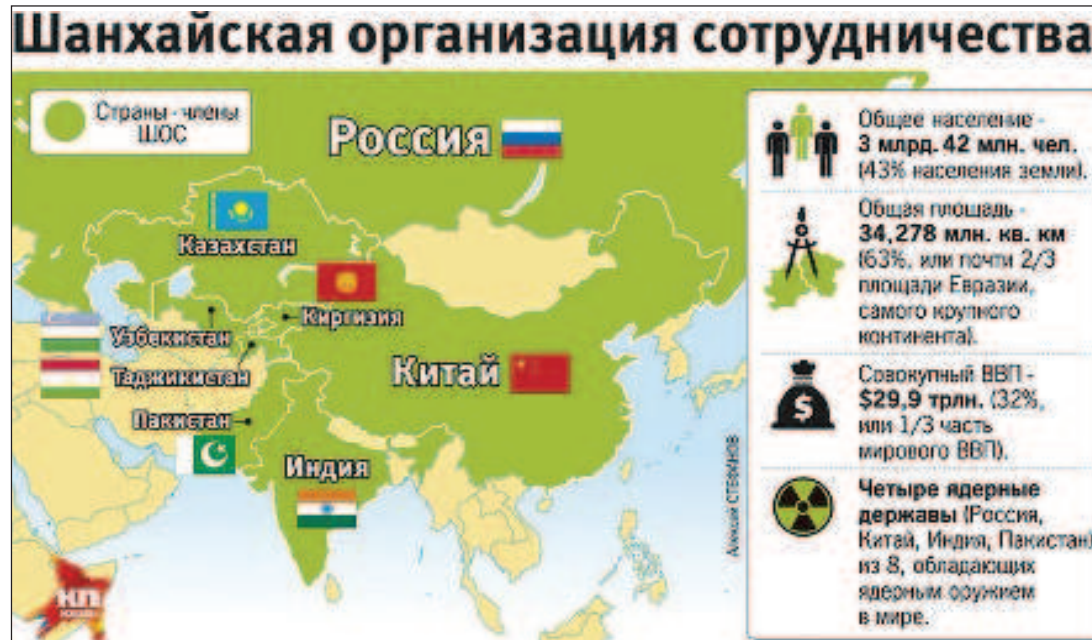 Шанхайская организация сотрудничества
Страны - члены
ШОС
Россия
Казахстан
Киргизия
Узбекистан
Таджикистан
Китай
Пакистан
Индия
Общее население -
3 млрд. 42 млн. чел.
(43% населения земли).
Общая площадь -
34,278 млн. кв. км
(63%, или почти 2/3
площади Евразии,
самого крупного
континента).
Совокупный ВВП -
$29,9 трлн. (32%,
или 1/3 часть
мирового ВВП).
Четыре ядерные
державы (Россия,
Китай, Индия, Пакистан)
из 8, обладающих
ядерным оружием
в мире.
Алексей СТЕФАНОВ
КП